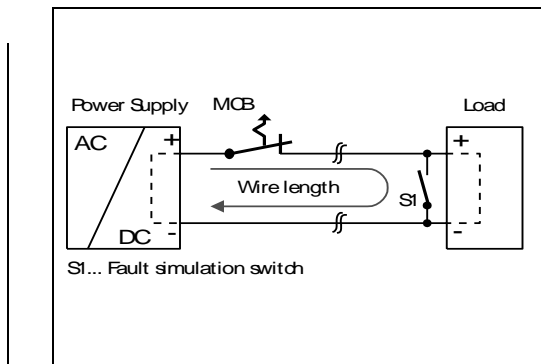 Power Supply MCB Load
AC + +
Wire length
S1
DC - -
S1... Fault simulation switch